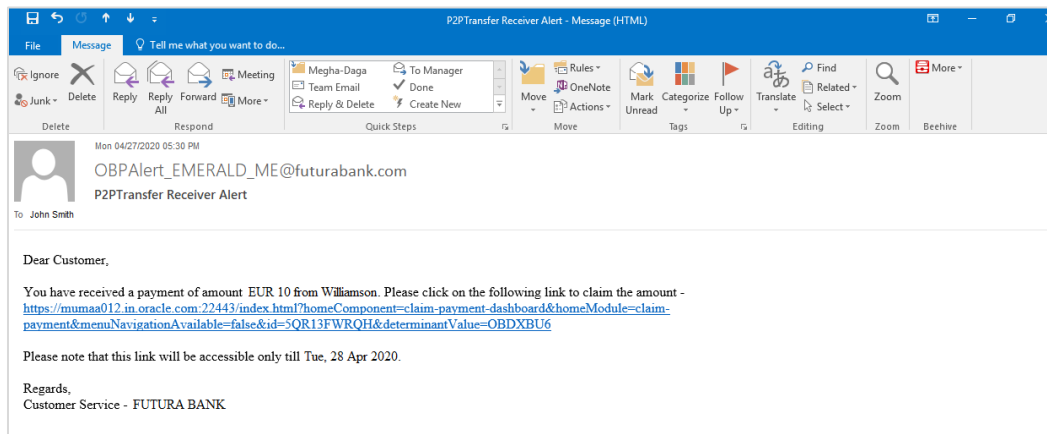 P2PTransfer Receiver Alert - Message (HTML)
File Message Tell me what you want to do...
Ignore Delete Reply Reply All Forward Meeting Megha-Daga To Manager Move Rules Mark Unread Categorize Follow Up Translate Find Zoom More
Team Email Done OneNote Related
Junk More Reply & Delete Create New Actions Select
Delete Respond Quick Steps Move Tags Editing Zoom Beehive
Mon 04/27/2020 05:30 PM
OBPAlert_EMERALD_ME@futurabank.com
P2PTransfer Receiver Alert
To John Smith
Dear Customer,
You have received a payment of amount EUR 10 from Williamson. Please click on the following link to claim the amount -
https://mumaa012.in.oracle.com:22443/index.html?homeComponent=claim-payment-dashboard&homeModule=claim-
payment&menuNavigationAvailable=false&id=5QR13FWRQH&determinantValue=OBDXBU6
Please note that this link will be accessible only till Tue, 28 Apr 2020.
Regards,
Customer Service - FUTURA BANK